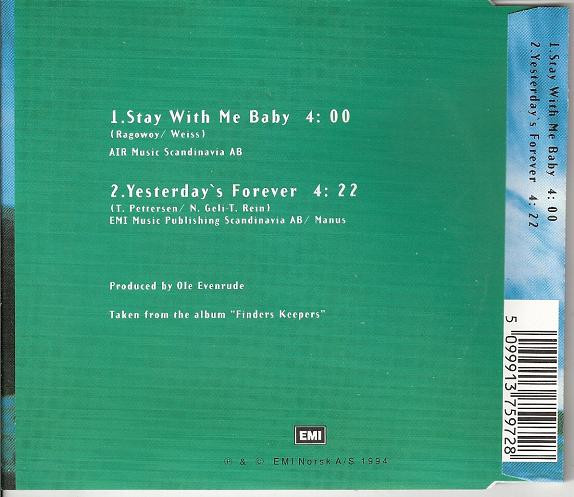 1.Stay With Me Baby 4: 00
(Ragowoy/ Weiss)
AIR Music Scandinavia AB
2.Yesterday`s Forever 4: 22
(T. Pettersen/ N. Geli-T. Rein)
EMI Music Publishing Scandinavia AB/ Manus
Produced by Ole Evenrude
Taken from the album "Finders Keepers"
EMI
℗ & © EMI Norsk A/S 1994
1.Stay With Me Baby 4: 00
2.Yesterday`s Forever 4: 22
5 099913 759728